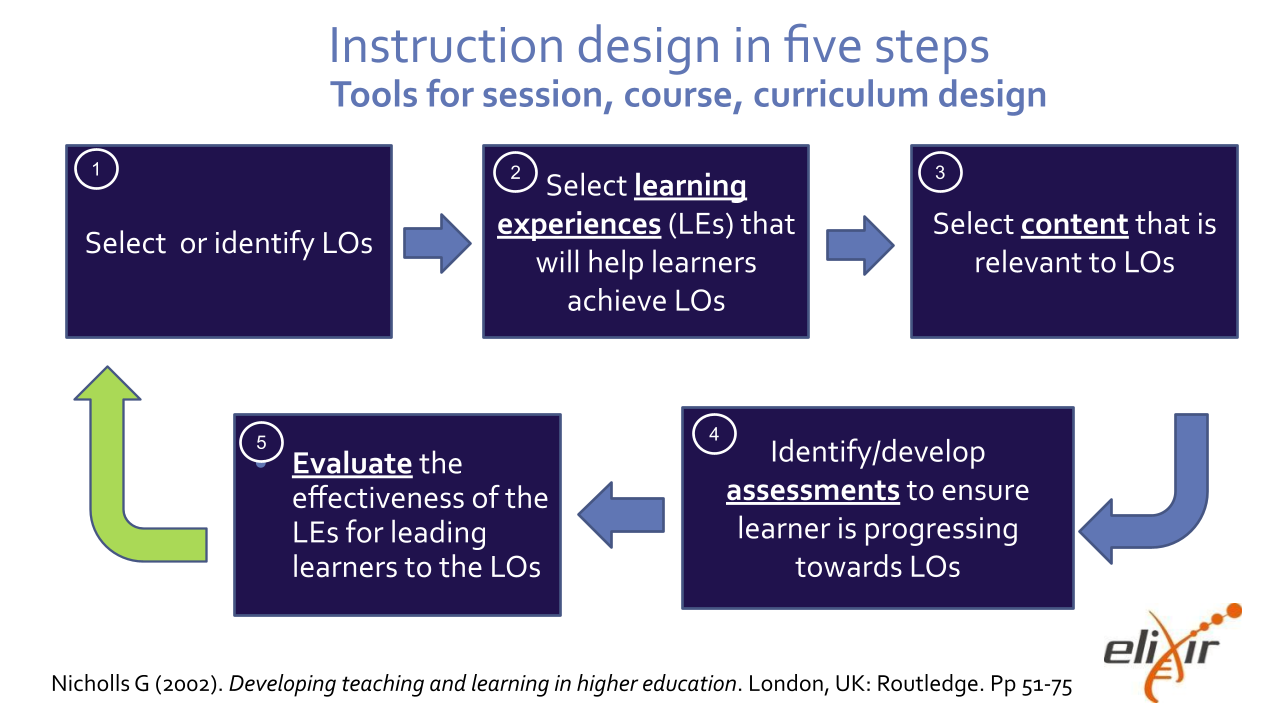 Instruction design in five steps
Tools for session, course, curriculum design
1
Select or identify LOs
2
Select learning
experiences (LEs) that
will help learners
achieve LOs
3
Select content that is
relevant to LOs
4
Identify/develop
assessments to ensure
learner is progressing
towards LOs
5
• Evaluate the
effectiveness of the
LEs for leading
learners to the LOs
elixir
Nicholls G (2002). Developing teaching and learning in higher education. London, UK: Routledge. Pp 51-75